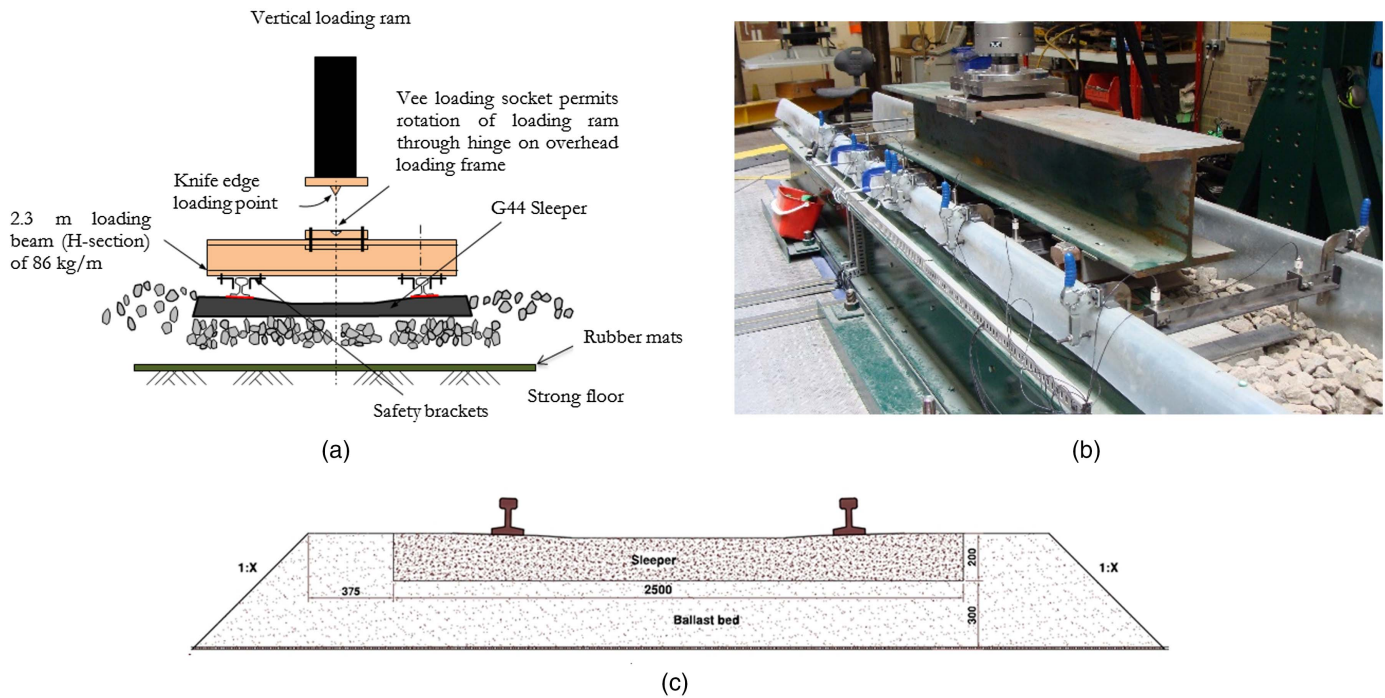 Vertical loading ram
Vee loading socket permits
rotation of loading ram
through hinge on overhead
loading frame
Knife edge
loading point
2.3 m loading
beam (H-section)
of 86 kg/m
G44 Sleeper
Rubber mats
Safety brackets
Strong floor
(a)
(b)
1:X
Sleeper
200
1:X
375
2500
Ballast bed
300
(c)